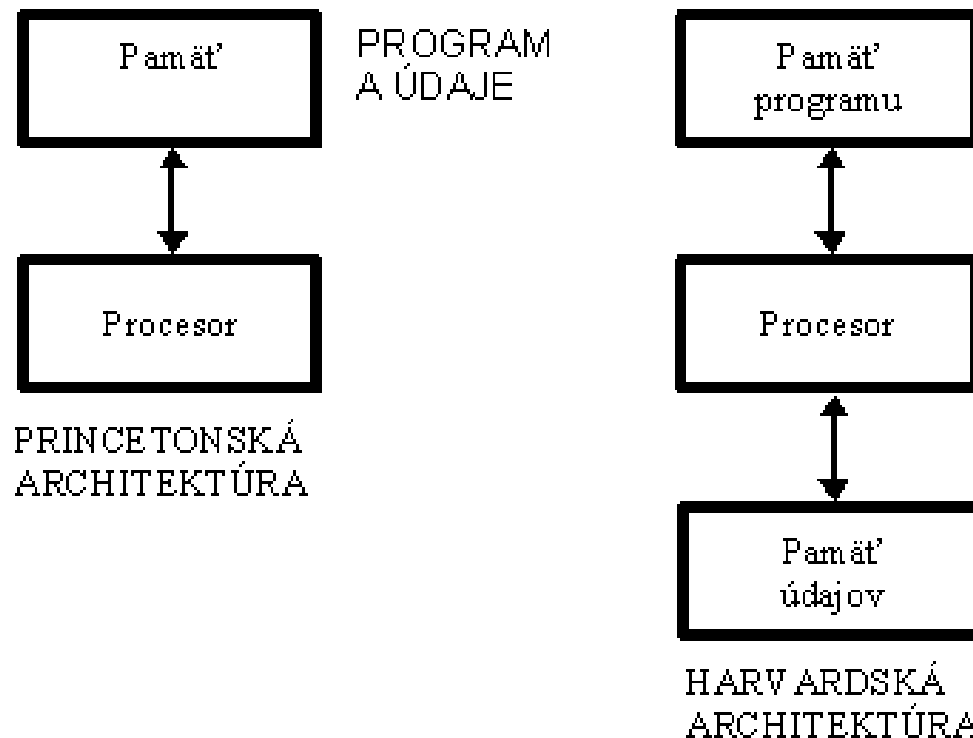 Pamäť
PROGRAM
A ÚDAJE
Procesor
PRINCETONSKÁ
ARCHITEKTÚRA
Pamäť
programu
Procesor
Pamäť
údajov
HARVARDSKÁ
ARCHITEKTÚRA